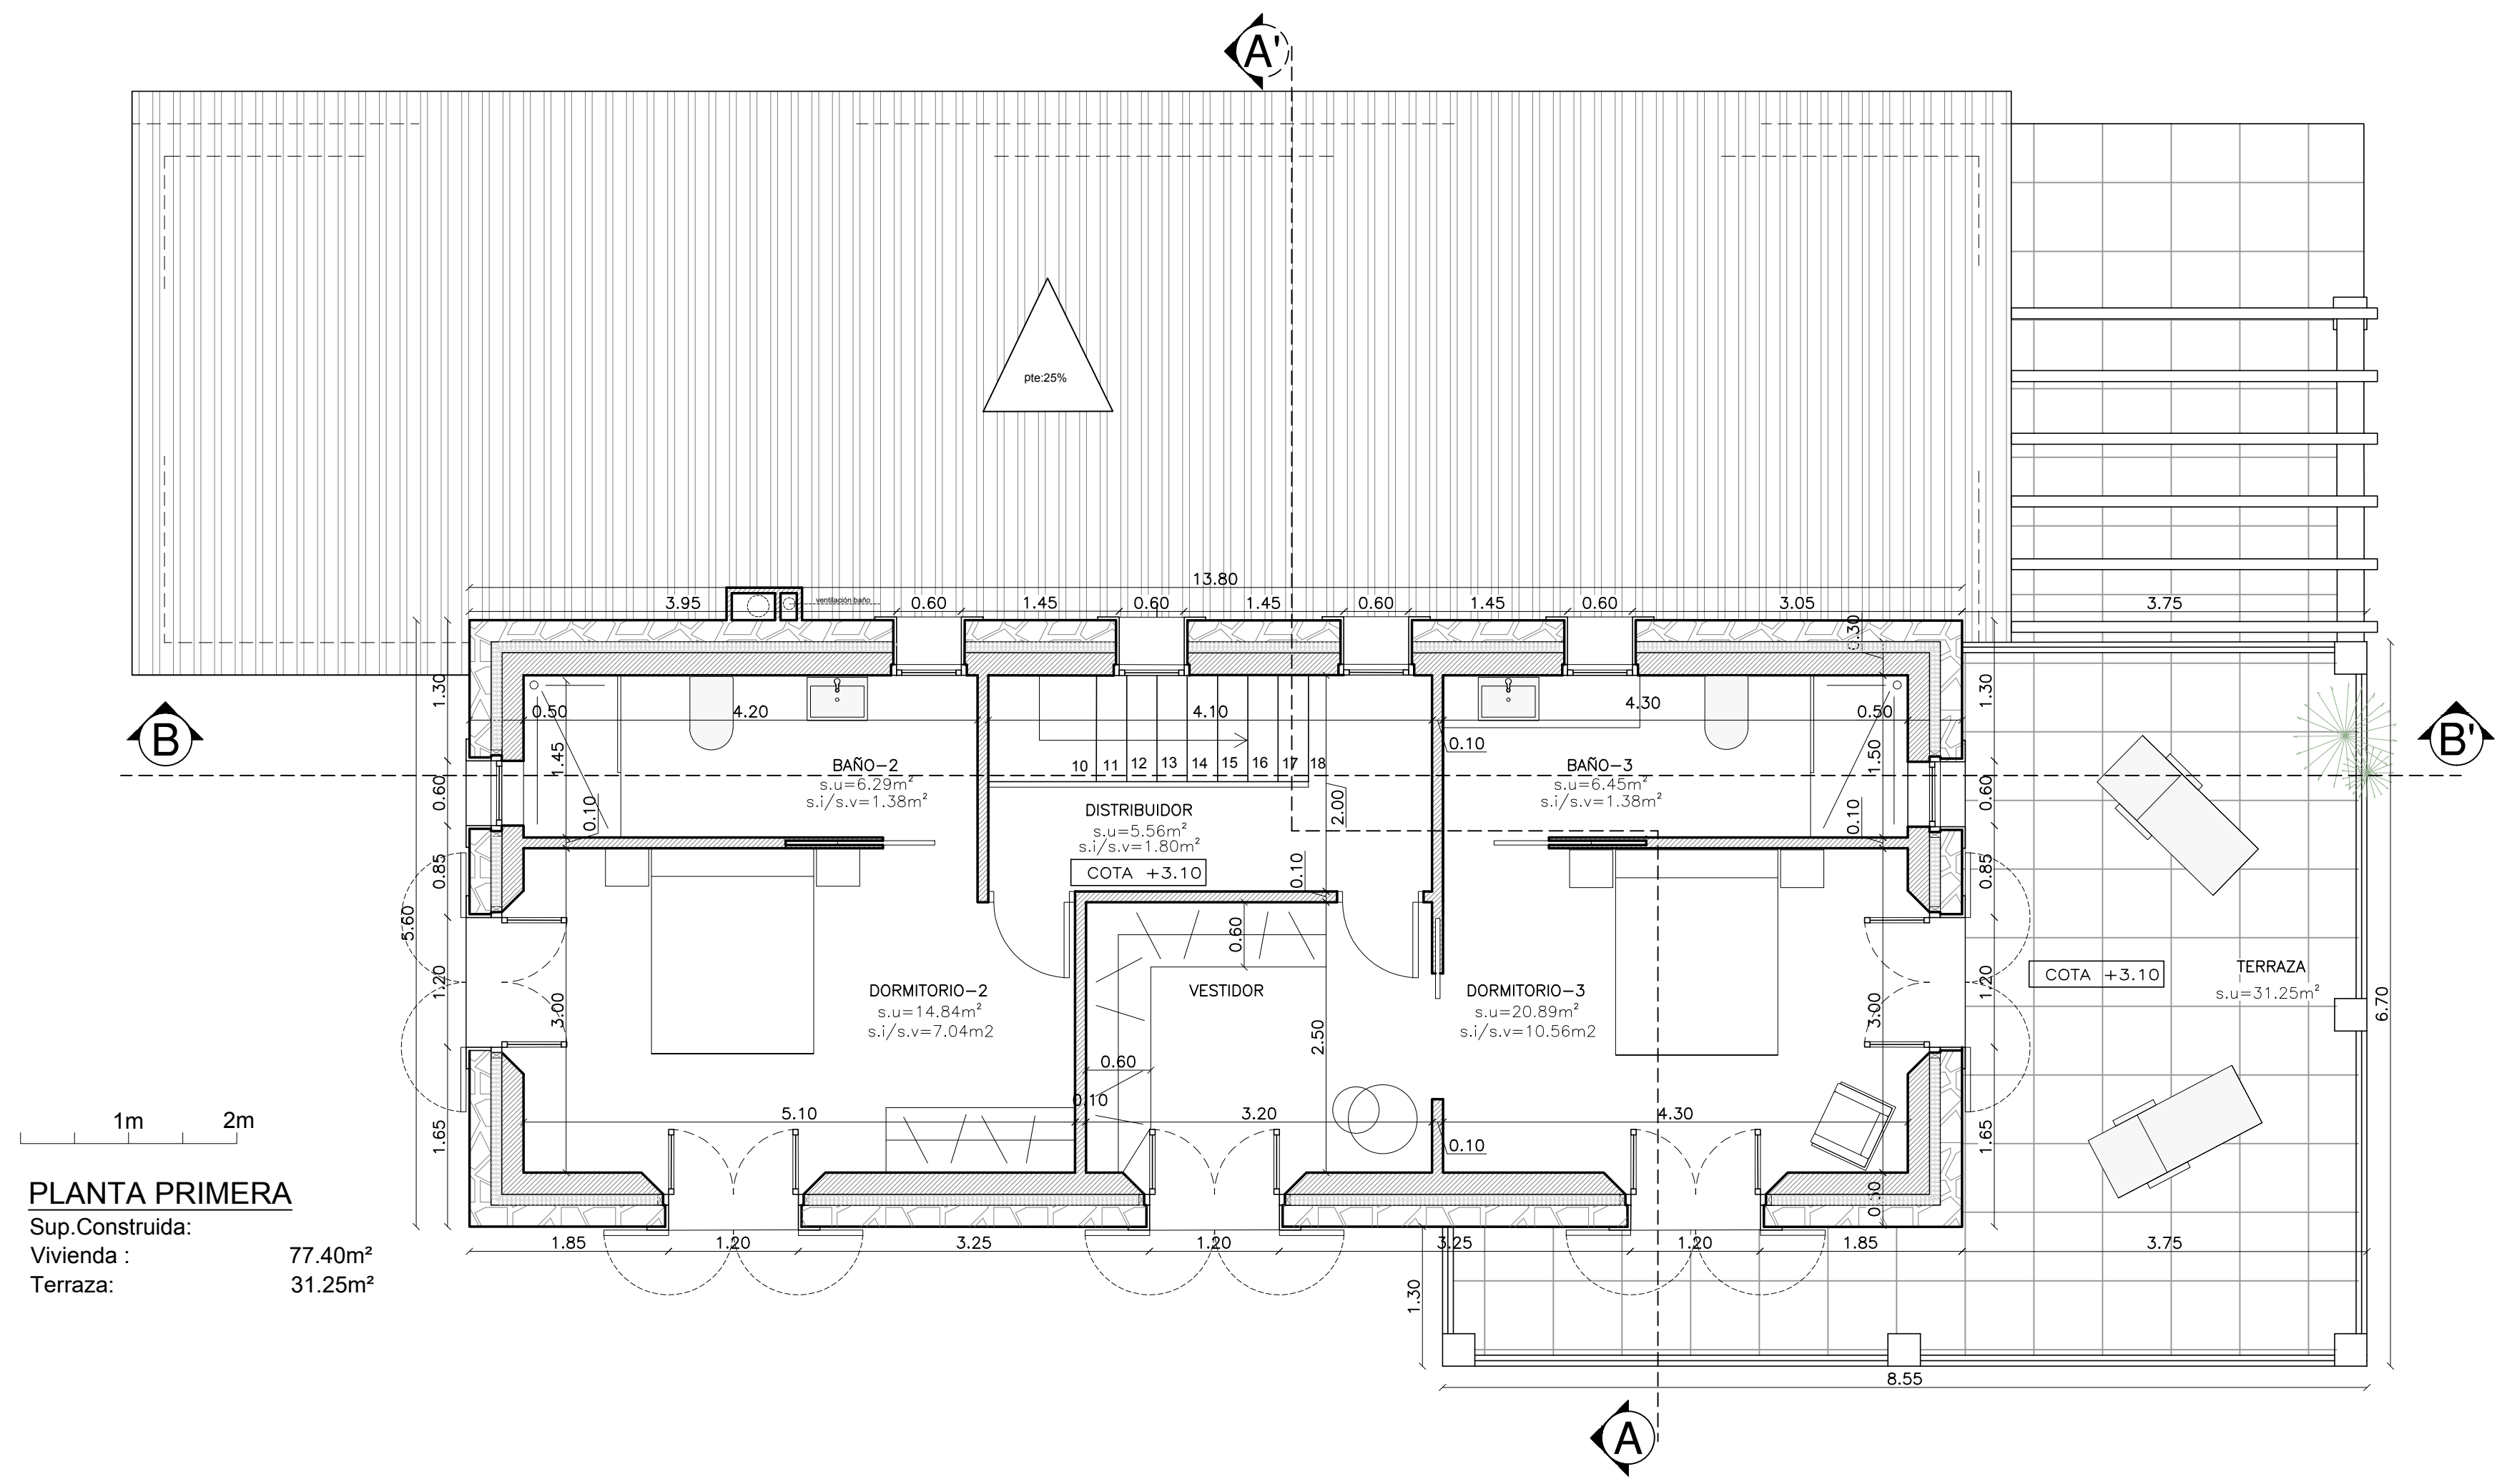 A'
pte:25%
13.80
3.95
ventilación baño
0.60
1.45
0.60
1.45
0.60
1.45
0.60
3.05
3.75
0.30
1.30
0.50
4.20
4.10
4.30
0.50
1.30
0.10
B
B'
1.45
1.50
BAÑO-2
s.u=6.29m²
s.i/s.v=1.38m²
10 11 12 13 14 15 16 17 18
BAÑO-3
s.u=6.45m²
s.i/s.v=1.38m²
0.60
0.10
DISTRIBUIDOR
s.u=5.56m²
s.i/s.v=1.80m²
COTA +3.10
2.00
0.10
0.10
0.60
0.85
0.85
5.60
0.60
1.20
3.00
DORMITORIO-2
s.u=14.84m²
s.i/s.v=7.04m2
VESTIDOR
2.50
DORMITORIO-3
s.u=20.89m²
s.i/s.v=10.56m2
3.00
1.20
COTA +3.10
TERRAZA
s.u=31.25m²
6.70
0.60
0.10
5.10
3.20
4.30
0.10
1.65
1.65
0.50
1m 2m
PLANTA PRIMERA
Sup.Construida:
Vivienda : 77.40m²
Terraza: 31.25m²
1.85
1.20
3.25
1.20
3.25
1.20
1.85
3.75
1.30
8.55
A